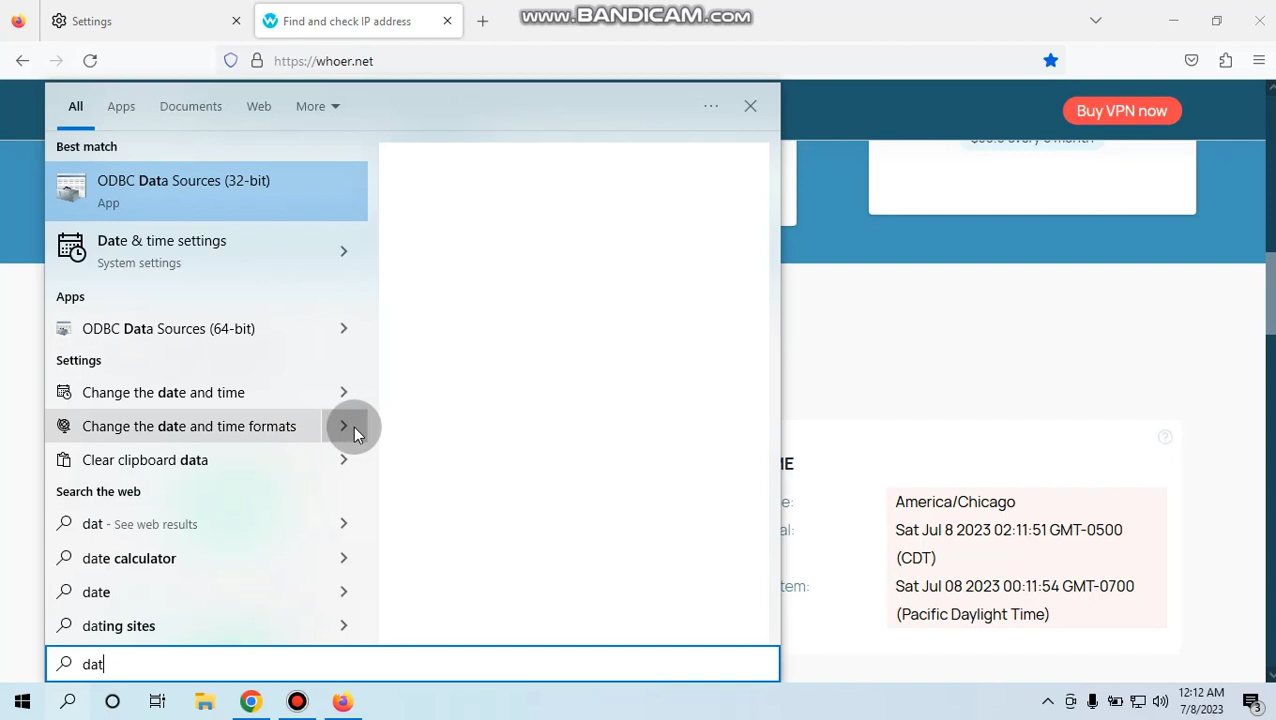 Settings
Find and check IP address
www.BANDICAM.com
https://whoer.net
All
Apps
Documents
Web
More
Buy VPN now
Best match
ODBC Data Sources (32-bit)
App
Date & time settings
System settings
Apps
ODBC Data Sources (64-bit)
Settings
Change the date and time
Change the date and time formats
Clear clipboard data
Search the web
dat - See web results
date calculator
date
dating sites
dat
ME
e:
America/Chicago
al:
Sat Jul 8 2023 02:11:51 GMT-0500
(CDT)
tem:
Sat Jul 08 2023 00:11:54 GMT-0700
(Pacific Daylight Time)
12:12 AM
7/8/2023
3